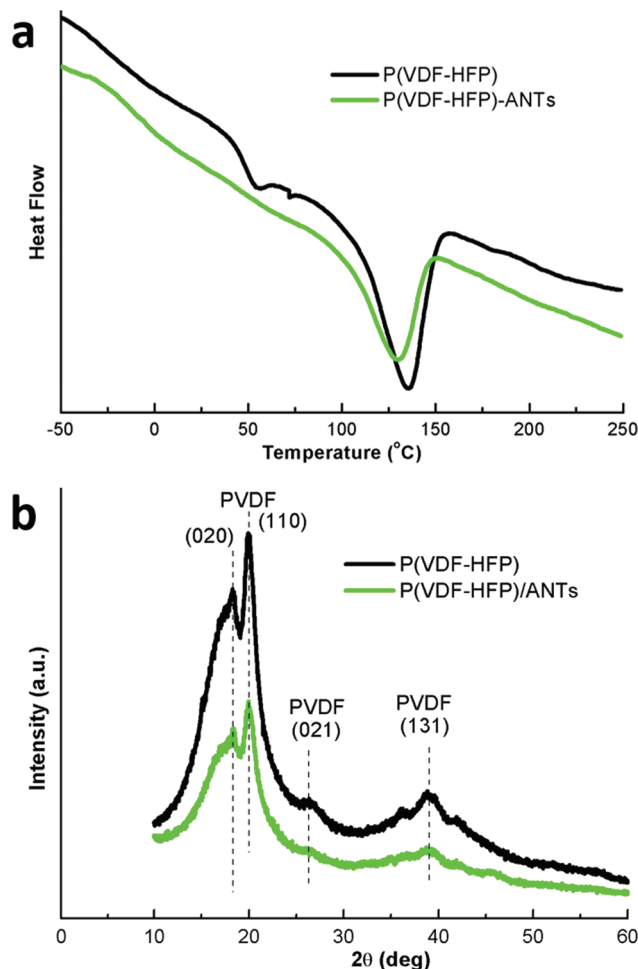 a
P(VDF-HFP)
P(VDF-HFP)-ANTs
Heat Flow
-50 0 50 100 150 200 250
Temperature (°C)
b
PVDF
(020) (110)
P(VDF-HFP)
P(VDF-HFP)/ANTs
PVDF
(021)
PVDF
(131)
Intensity (a.u.)
0 10 20 30 40 50 60
2θ (deg)